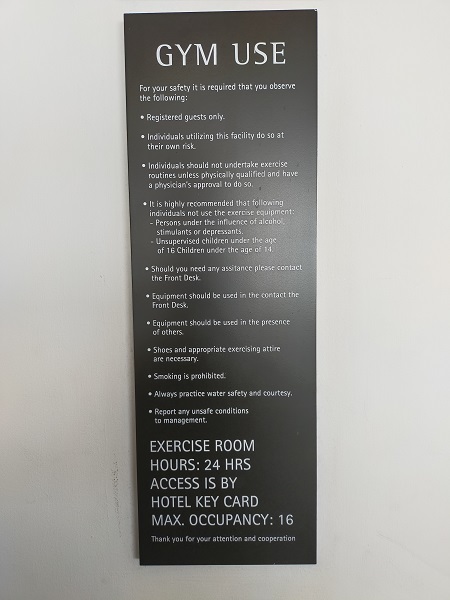 GYM USE
For your safety it is required that you observe
the following:
• Registered guests only.
• Individuals utilizing this facility do so at
their own risk.
• Individuals should not undertake exercise
routines unless physically qualified and have
a physician's approval to do so.
• It is highly recommended that following
individuals not use the exercise equipment:
- Persons under the influence of alcohol,
stimulants or depressants.
- Unsupervised children under the age
of 16 Children under the age of 14.
• Should you need any assitance please contact
the Front Desk.
• Equipment should be used in the contact the
Front Desk.
• Equipment should be used in the presence
of others.
• Shoes and appropriate exercising attire
are necessary.
• Smoking is prohibited.
• Always practice water safety and courtesy.
• Report any unsafe conditions
to management.
EXERCISE ROOM
HOURS: 24 HRS
ACCESS IS BY
HOTEL KEY CARD
MAX. OCCUPANCY: 16
Thank you for your attention and cooperation